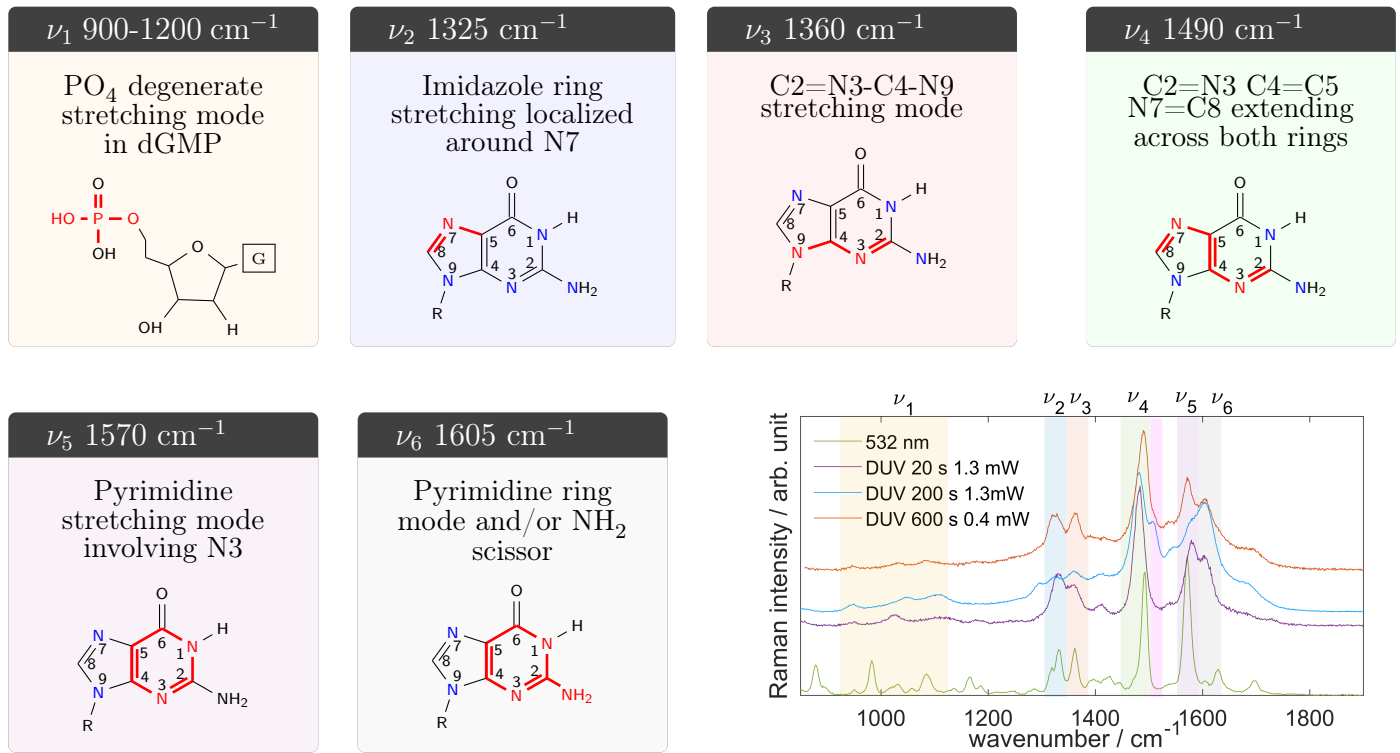 ν₁ 900-1200 cm⁻¹
PO₄ degenerate
stretching mode
in dGMP
O
HO P O
OH
O
G
OH
H
ν₂ 1325 cm⁻¹
Imidazole ring
stretching localized
around N7
O
H
N
7
6
5
1
N
8
9
4
3
2
N
N
NH₂
R
ν₃ 1360 cm⁻¹
C2=N3-C4-N9
stretching mode
O
H
N
7
6
5
1
N
8
9
4
3
2
N
N
NH₂
R
ν₄ 1490 cm⁻¹
C2=N3 C4=C5
N7=C8 extending
across both rings
O
H
N
7
6
5
1
N
8
9
4
3
2
N
N
NH₂
R
ν₅ 1570 cm⁻¹
Pyrimidine
stretching mode
involving N3
O
H
N
7
6
5
1
N
8
9
4
3
2
N
N
NH₂
R
ν₆ 1605 cm⁻¹
Pyrimidine ring
mode and/or NH₂
scissor
O
H
N
7
6
5
1
N
8
9
4
3
2
N
N
NH₂
R
ν₁ ν₂ ν₃ ν₄ ν₅ ν₆
Raman intensity / arb. unit
532 nm
DUV 20 s 1.3 mW
DUV 200 s 1.3mW
DUV 600 s 0.4 mW
1000 1200 1400 1600 1800
wavenumber / cm⁻¹